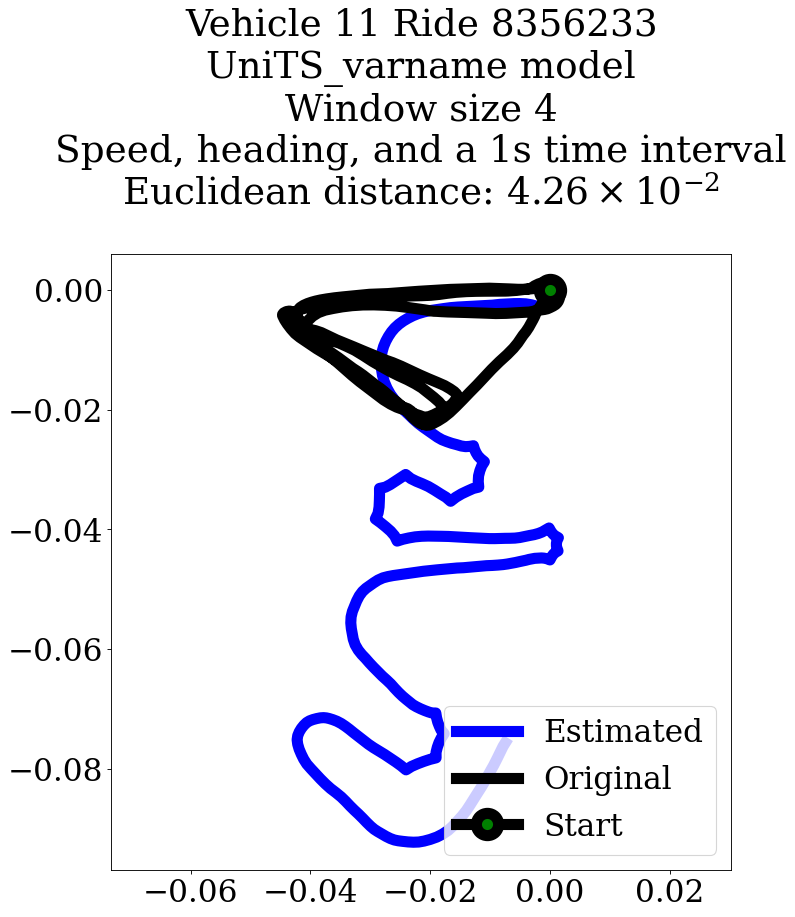 Vehicle 11 Ride 8356233
UniTS_varname model
Window size 4
Speed, heading, and a 1s time interval
Euclidean distance: 4.26 × 10⁻²
0.00
−0.02
−0.04
−0.06
−0.08
Estimated
Original
Start
−0.06 −0.04 −0.02 0.00 0.02